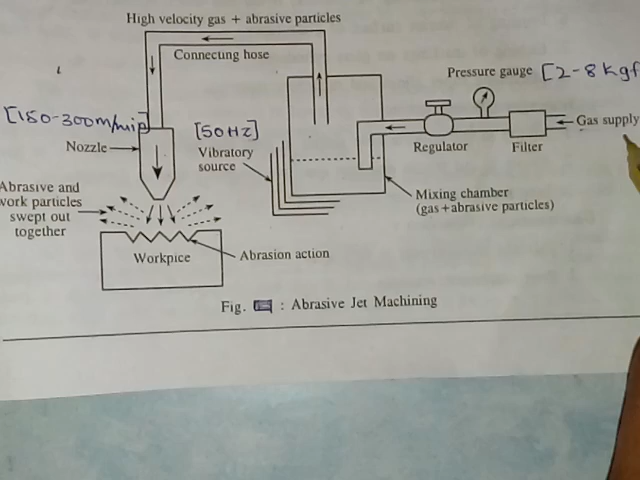 High velocity gas + abrasive particles
Connecting hose
Pressure gauge [2-8 kgf
[150-300m/min]
[50Hz]
Gas supply
Nozzle
Vibratory
source
Regulator
Filter
Abrasive and
work particles
swept out
together
Mixing chamber
(gas + abrasive particles)
Workpice
Abrasion action
Fig. : Abrasive Jet Machining